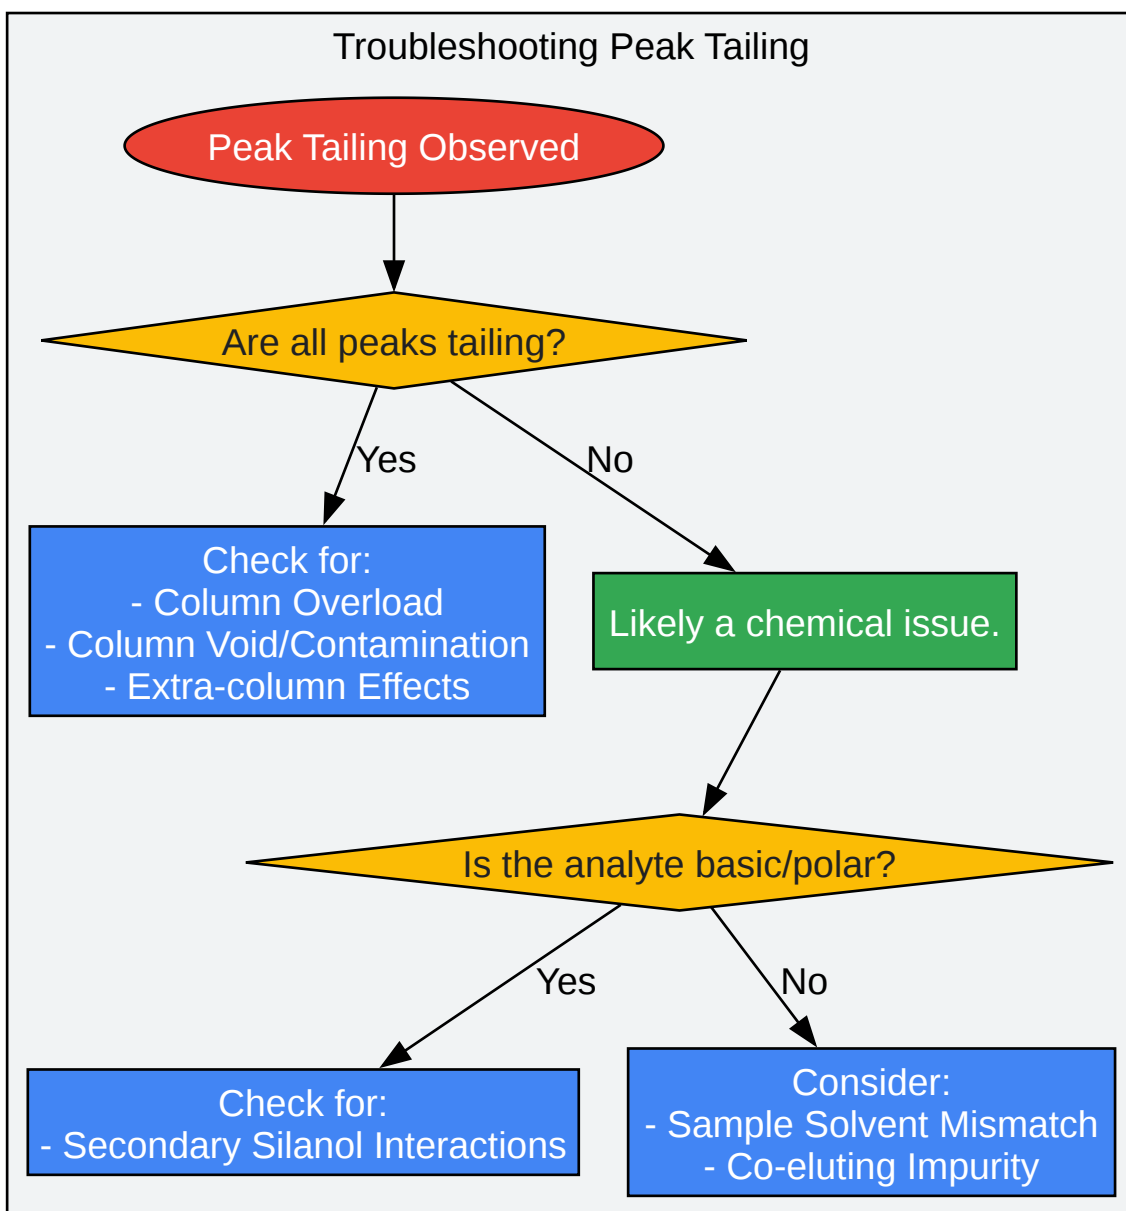 Troubleshooting Peak Tailing
Peak Tailing Observed
Are all peaks tailing?
Yes
No
Check for:
- Column Overload
- Column Void/Contamination
- Extra-column Effects
Likely a chemical issue.
Is the analyte basic/polar?
Yes
No
Check for:
- Secondary Silanol Interactions
Consider:
- Sample Solvent Mismatch
- Co-eluting Impurity